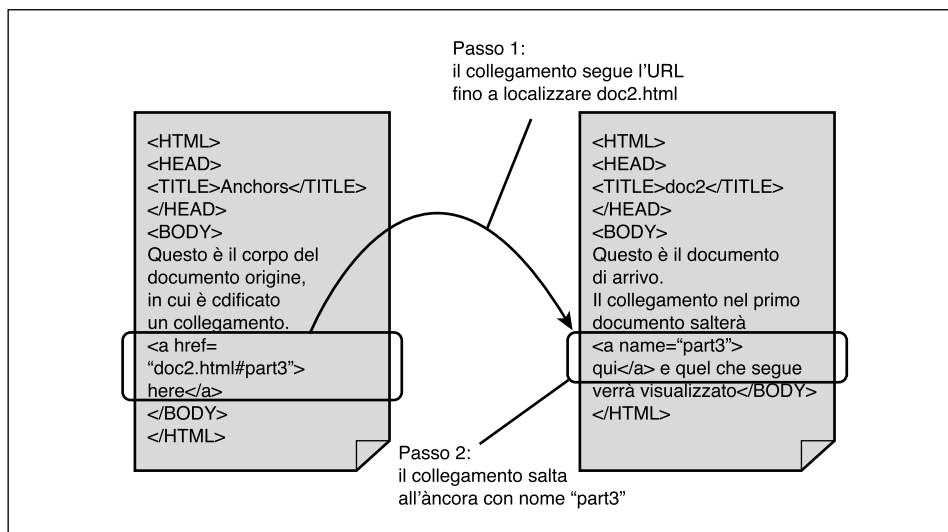 Passo 1:
il collegamento segue l’URL
fino a localizzare doc2.html
<HTML>
<HEAD>
<TITLE>Anchors</TITLE>
</HEAD>
<BODY>
Questo è il corpo del
documento origine,
in cui è cdificato
un collegamento.
<a href=
“doc2.html#part3”>
here</a>
</BODY>
</HTML>
<HTML>
<HEAD>
<TITLE>doc2</TITLE>
</HEAD>
<BODY>
Questo è il documento
di arrivo.
Il collegamento nel primo
documento salterà
<a name=“part3”>
qui</a> e quel che segue
verrà visualizzato</BODY>
</HTML>
Passo 2:
il collegamento salta
all’àncora con nome “part3”